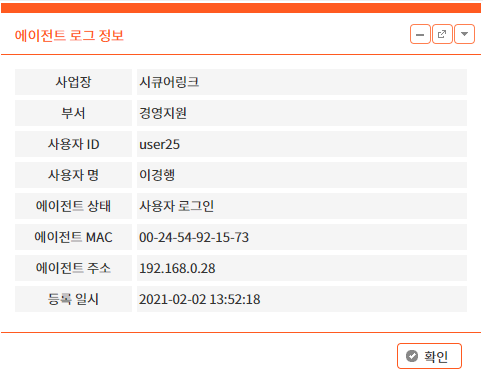 에이전트 로그 정보
사업장 시큐어링크
부서 경영지원
사용자 ID user25
사용자 명 이경행
에이전트 상태 사용자 로그인
에이전트 MAC 00-24-54-92-15-73
에이전트 주소 192.168.0.28
등록 일시 2021-02-02 13:52:18
확인